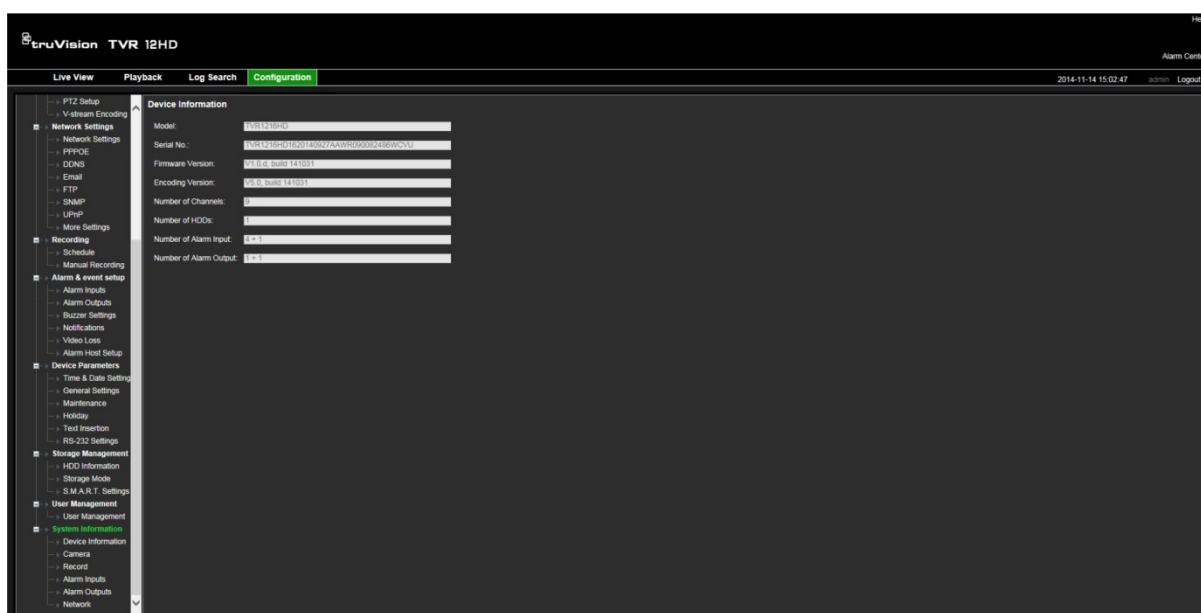 He
truVision TVR 12HD
Alarm Cent
Live View Playback Log Search Configuration 2014-11-14 15:02:47 admin Logout
PTZ Setup
V-stream Encoding
Network Settings
Network Settings
PPPOE
DDNS
Email
FTP
SNMP
UPnP
More Settings
Recording
Schedule
Manual Recording
Alarm & event setup
Alarm Inputs
Alarm Outputs
Buzzer Settings
Notifications
Video Loss
Alarm Host Setup
Device Parameters
Time & Date Setting
General Settings
Maintenance
Holiday
Text Insertion
RS-232 Settings
Storage Management
HDD Information
Storage Mode
S.M.A.R.T. Settings
User Management
User Management
System Information
Device Information
Camera
Record
Alarm Inputs
Alarm Outputs
Network
Device Information
Model: TVR1216HD
Serial No.: TVR1216HD1620140927AAWR090082486WCVU
Firmware Version: V1.0.d, build 141031
Encoding Version: V5.0, build 141031
Number of Channels: 9
Number of HDDs: 1
Number of Alarm Input: 4 + 1
Number of Alarm Output: 1 + 1